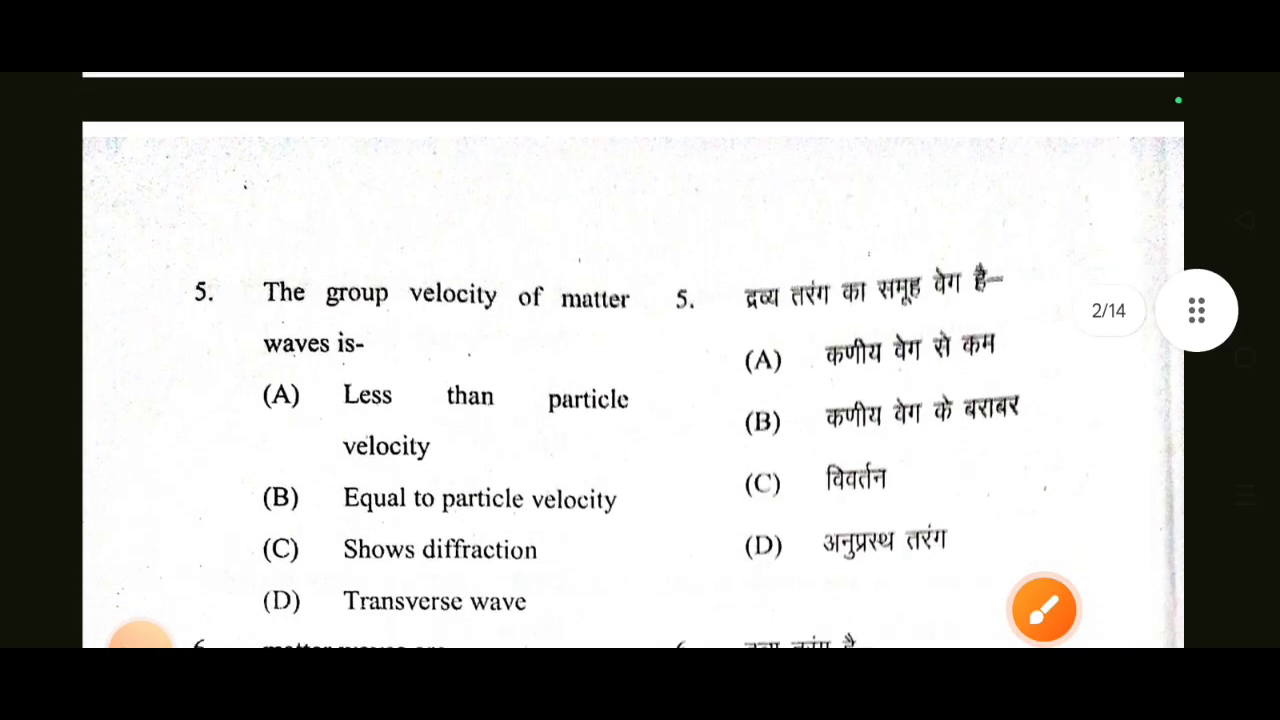 5. The group velocity of matter
waves is-
(A) Less than particle
velocity
(B) Equal to particle velocity
(C) Shows diffraction
(D) Transverse wave
5. द्रव्य तरंग का समूह वेग है–
(A) कणीय वेग से कम
(B) कणीय वेग के बराबर
(C) विवर्तन
(D) अनुप्रस्थ तरंग
2/14